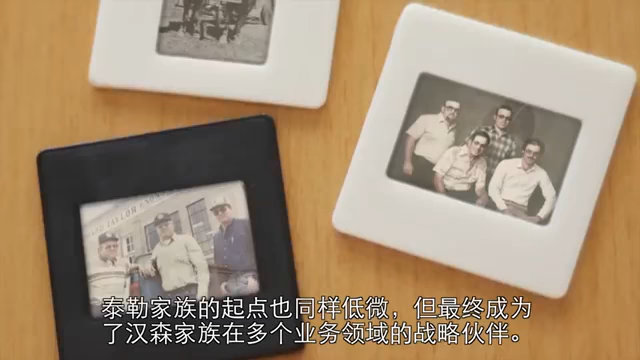 TAYLOR
泰勒家族的起点也同样低微，但最终成为
了汉森家族在多个业务领域的战略伙伴。